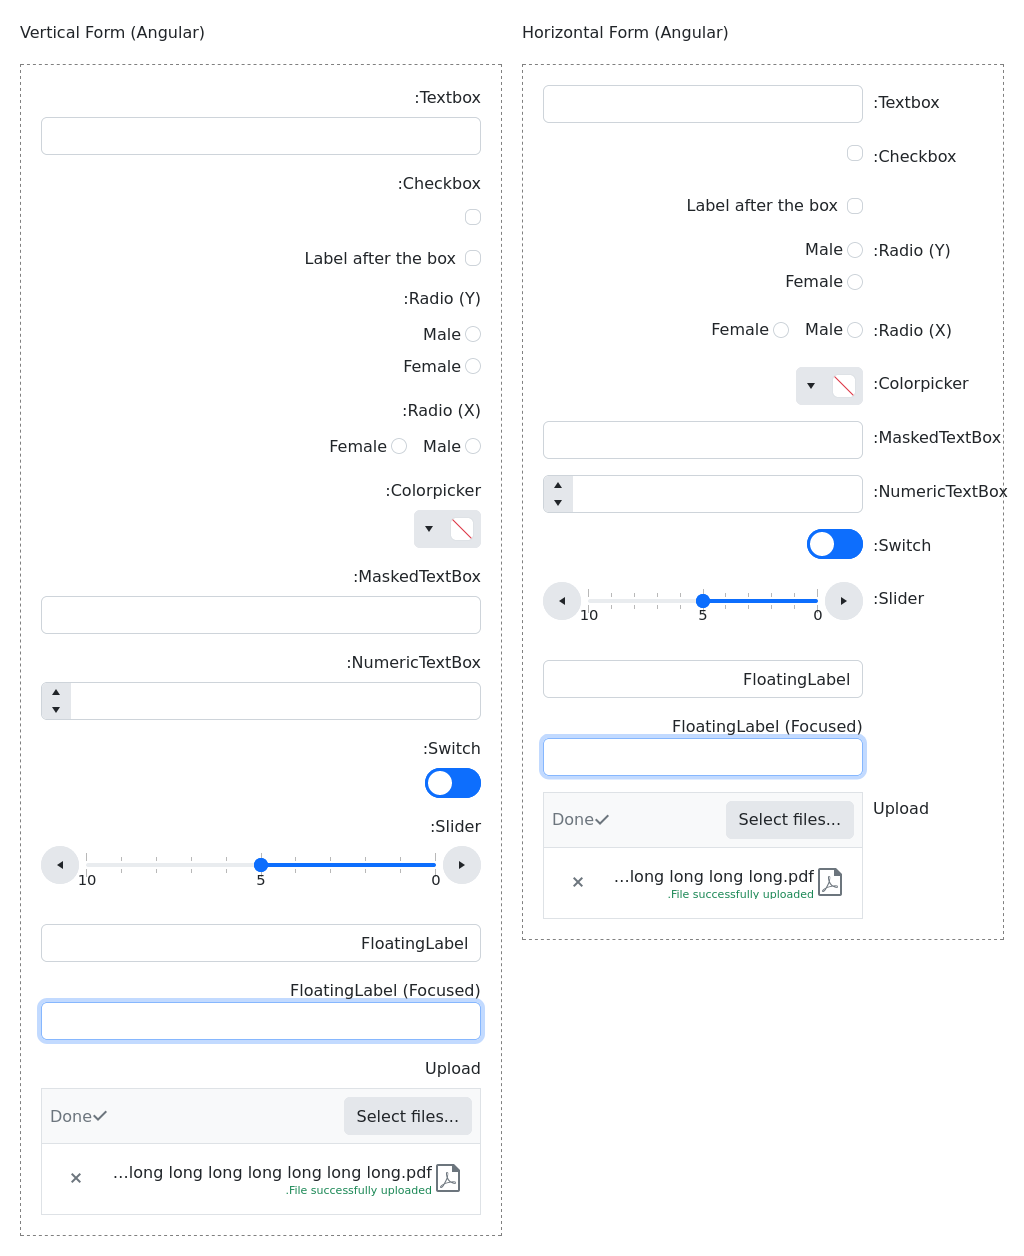 Vertical Form (Angular)
:Textbox
:Checkbox
Label after the box
:Radio (Y)
Male
Female
:Radio (X)
Female Male
:Colorpicker
:MaskedTextBox
:NumericTextBox
:Switch
:Slider
10 5 0
FloatingLabel
FloatingLabel (Focused)
Upload
Done Select files...
...long long long long long long long.pdf
.File successfully uploaded
Horizontal Form (Angular)
:Textbox
:Checkbox
Label after the box
Male :Radio (Y)
Female
Female Male :Radio (X)
:Colorpicker
:MaskedTextBox
:NumericTextBox
:Switch
:Slider
10 5 0
FloatingLabel
FloatingLabel (Focused)
Upload
Done Select files...
...long long long long.pdf
.File successfully uploaded